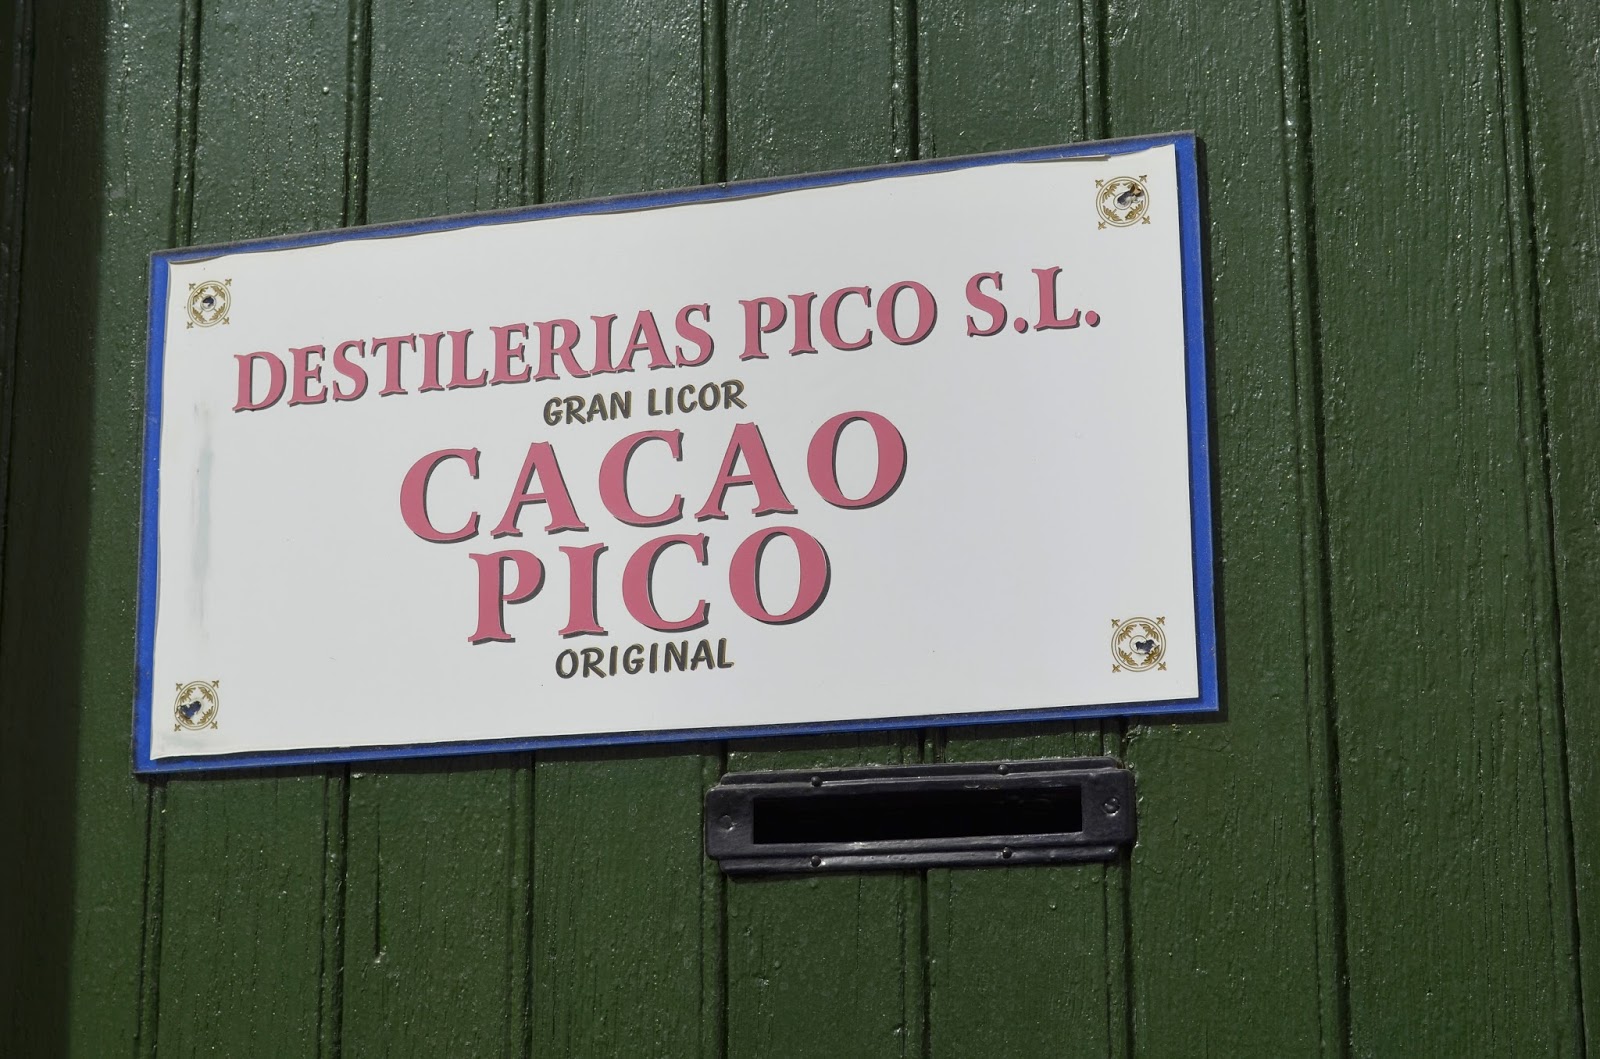 DESTILERIAS PICO S.L.
GRAN LICOR
CACAO
PICO
ORIGINAL